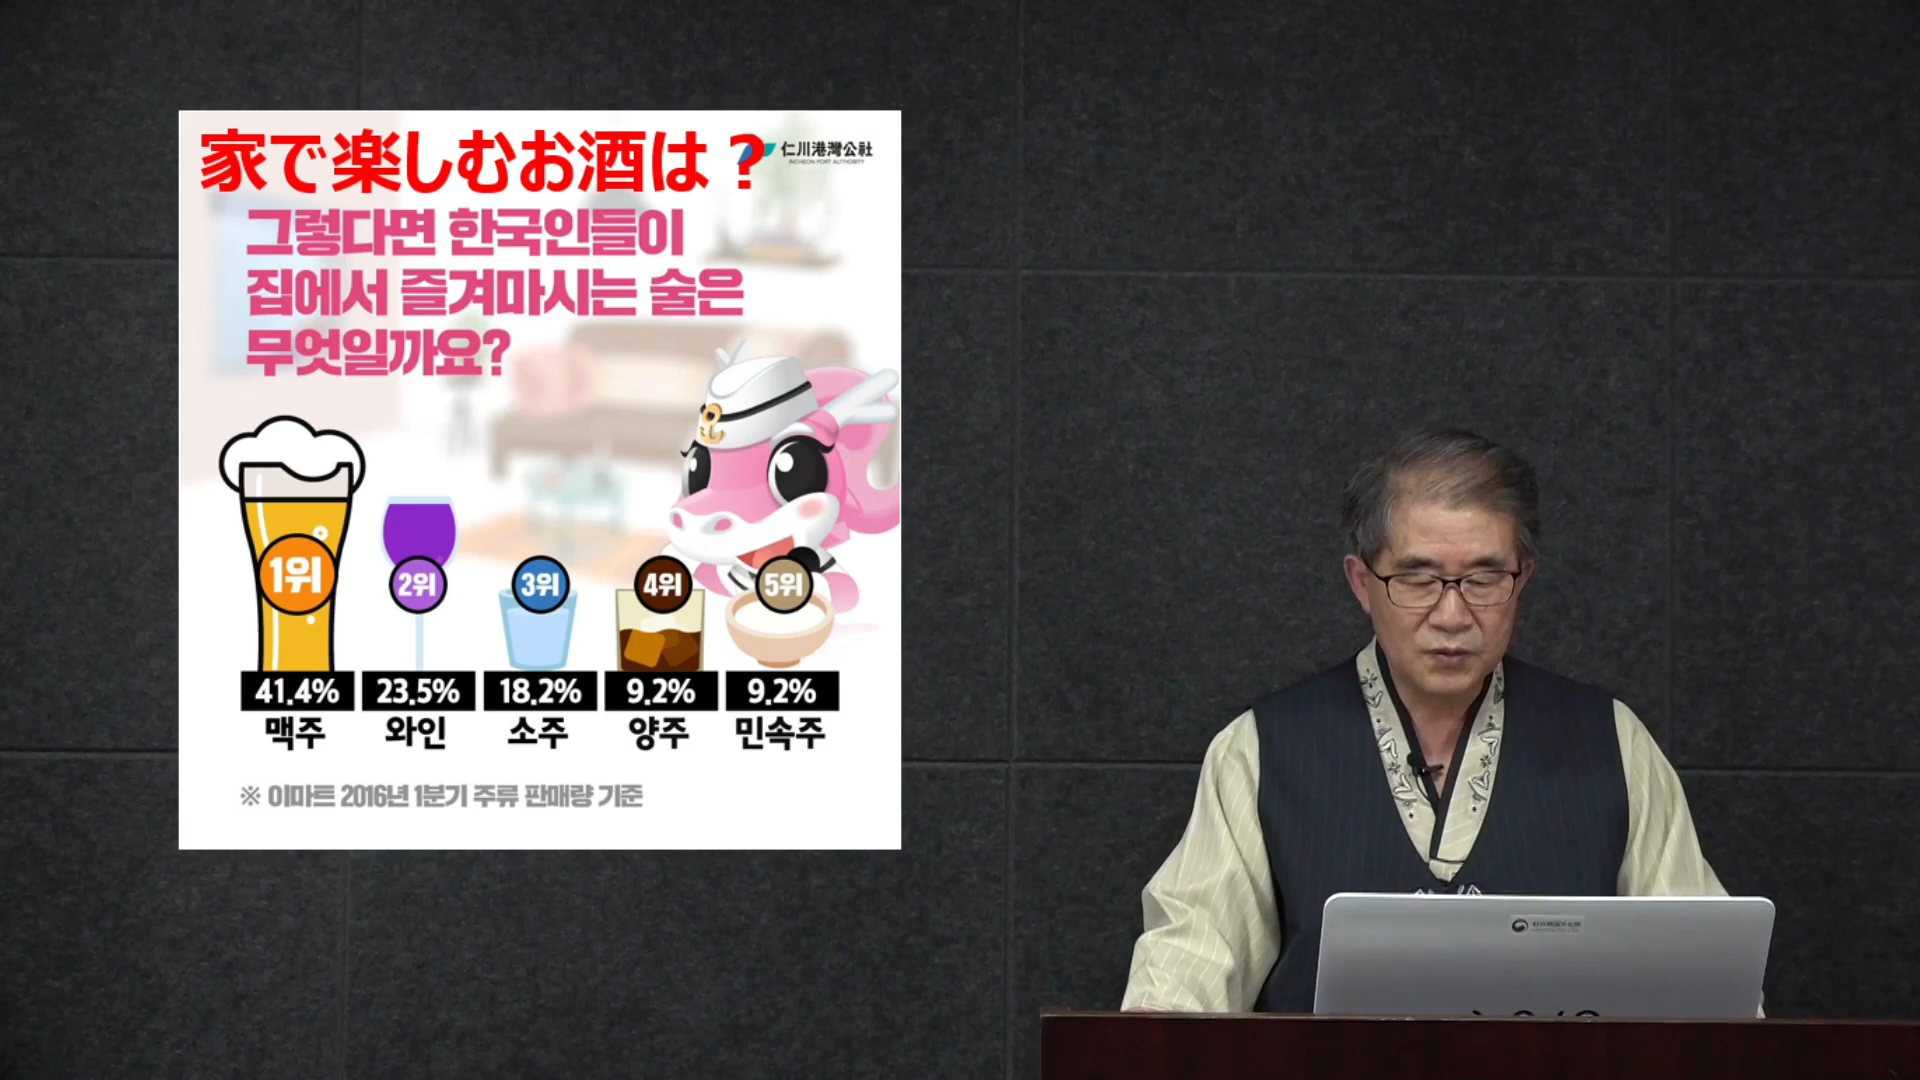 家で楽しむお酒は？
仁川港灣公社
INCHEON PORT AUTHORITY
그렇다면 한국인들이
집에서 즐겨마시는 술은
무엇일까요?
1위 2위 3위 4위 5위
41.4% 23.5% 18.2% 9.2% 9.2%
맥주 와인 소주 양주 민속주
※ 이마트 2016년 1분기 주류 판매량 기준